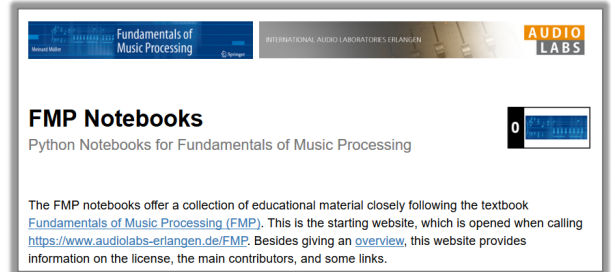 Fundamentals of
Music Processing
Meinard Müller
Springer
INTERNATIONAL AUDIO LABORATORIES ERLANGEN
AUDIO
LABS
FMP Notebooks
Python Notebooks for Fundamentals of Music Processing
0
The FMP notebooks offer a collection of educational material closely following the textbook
Fundamentals of Music Processing (FMP). This is the starting website, which is opened when calling
https://www.audiolabs-erlangen.de/FMP. Besides giving an overview, this website provides
information on the license, the main contributors, and some links.